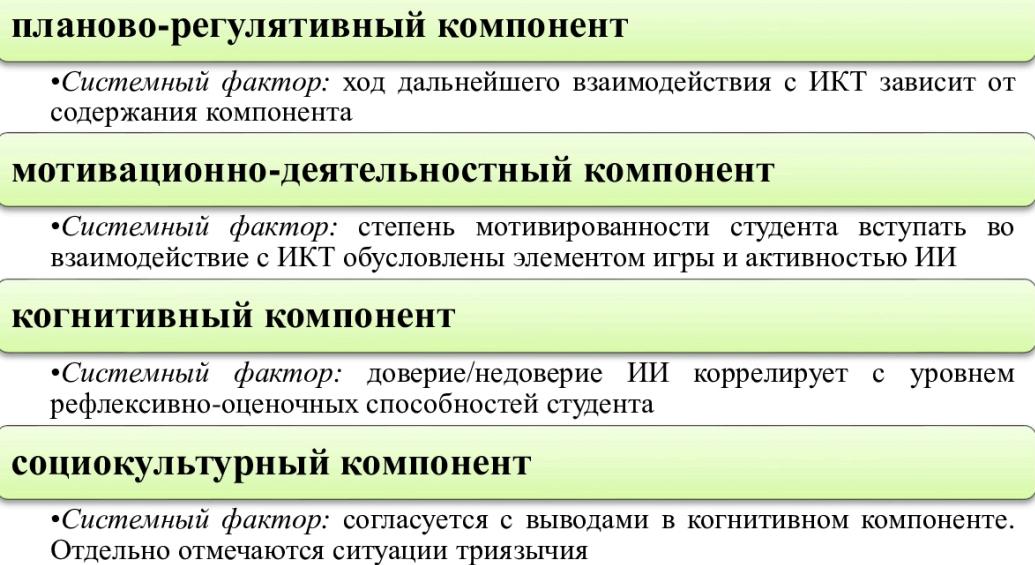 планово-регулятивный компонент
•Системный фактор: ход дальнейшего взаимодействия с ИКТ зависит от
содержания компонента
мотивационно-деятельностный компонент
•Системный фактор: степень мотивированности студента вступать во
взаимодействие с ИКТ обусловлены элементом игры и активностью ИИ
когнитивный компонент
•Системный фактор: доверие/недоверие ИИ коррелирует с уровнем
рефлексивно-оценочных способностей студента
социокультурный компонент
•Системный фактор: согласуется с выводами в когнитивном компоненте.
Отдельно отмечаются ситуации триязычия